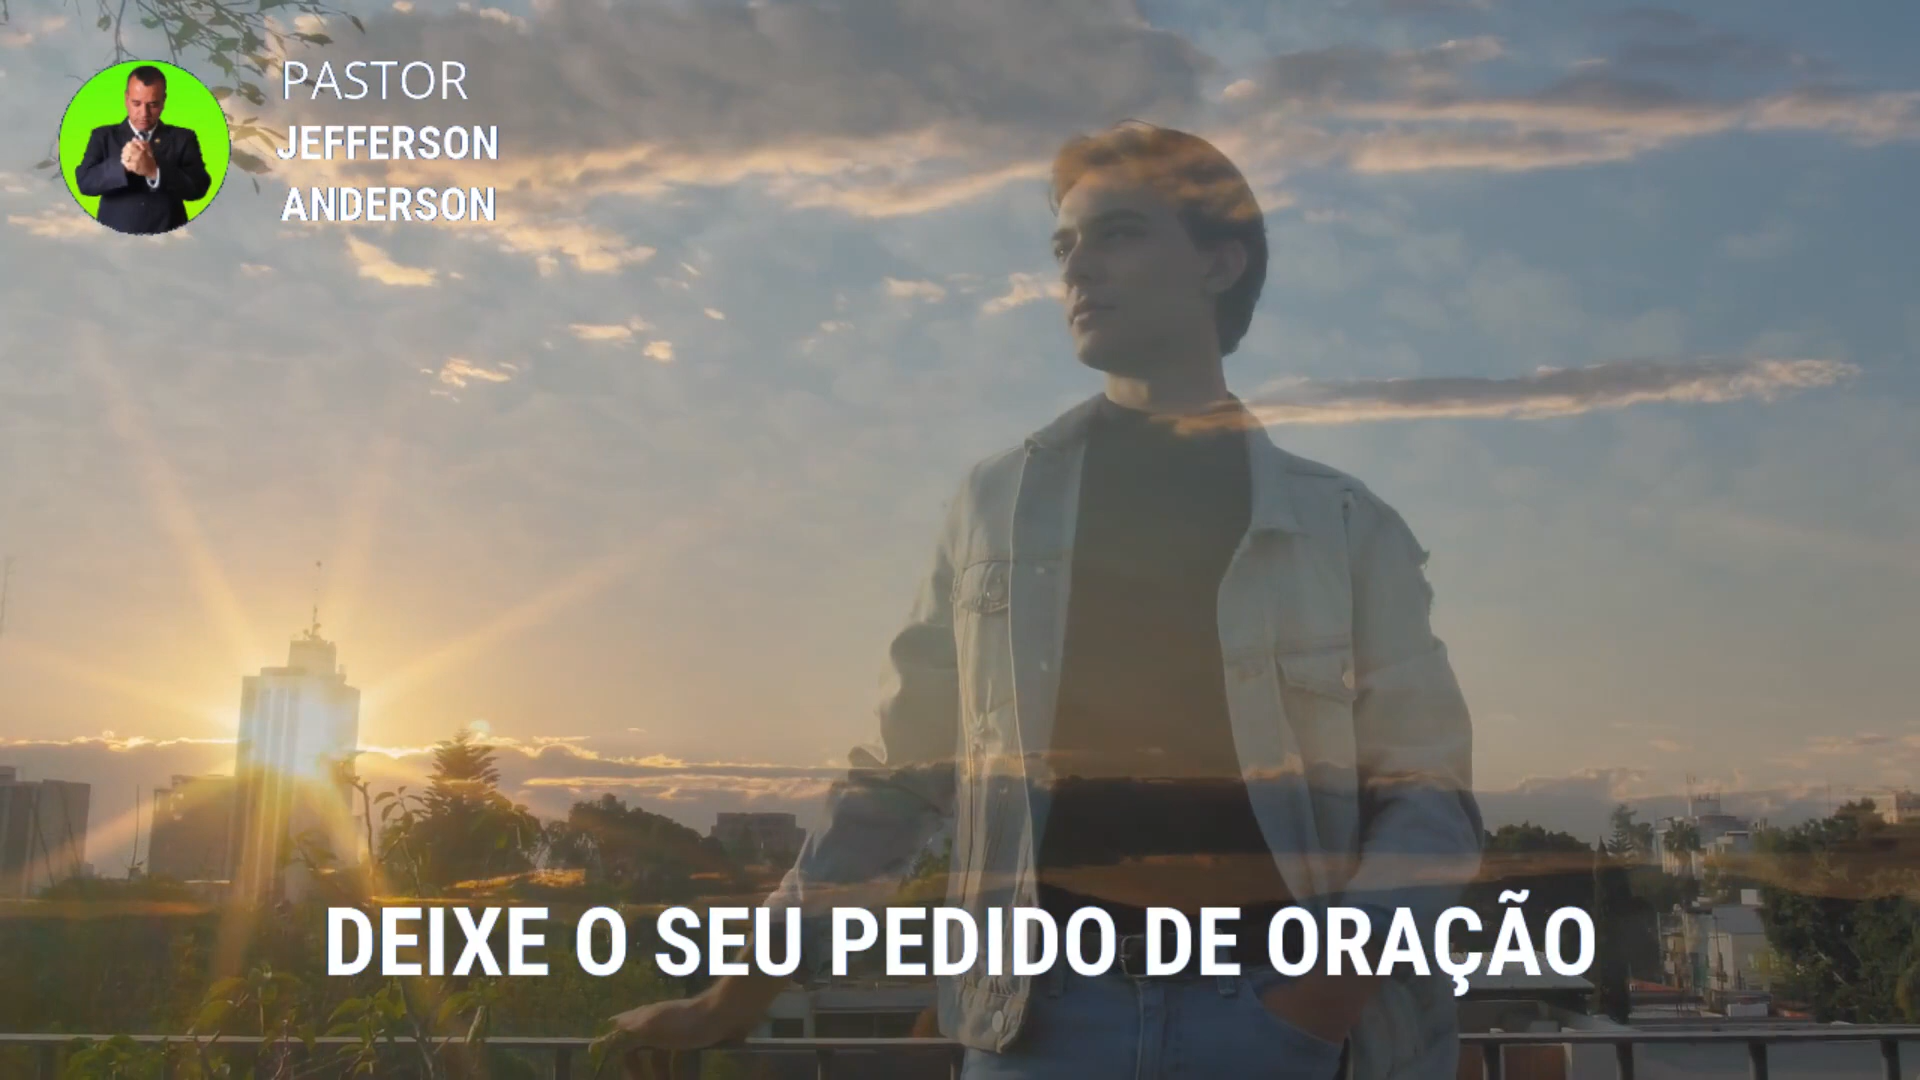 PASTOR
JEFFERSON
ANDERSON
DEIXE O SEU PEDIDO DE ORAÇÃO